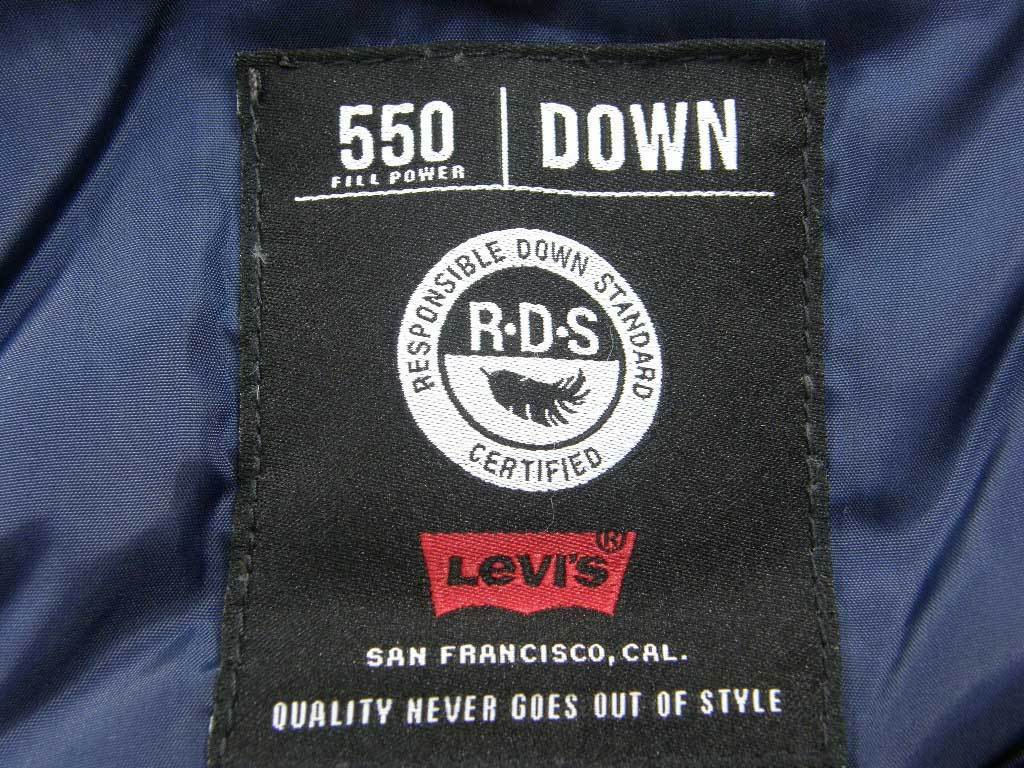 550 | DOWN
FILL POWER
RESPONSIBLE DOWN STANDARD
R·D·S
CERTIFIED
LEVI'S®
SAN FRANCISCO, CAL.
QUALITY NEVER GOES OUT OF STYLE